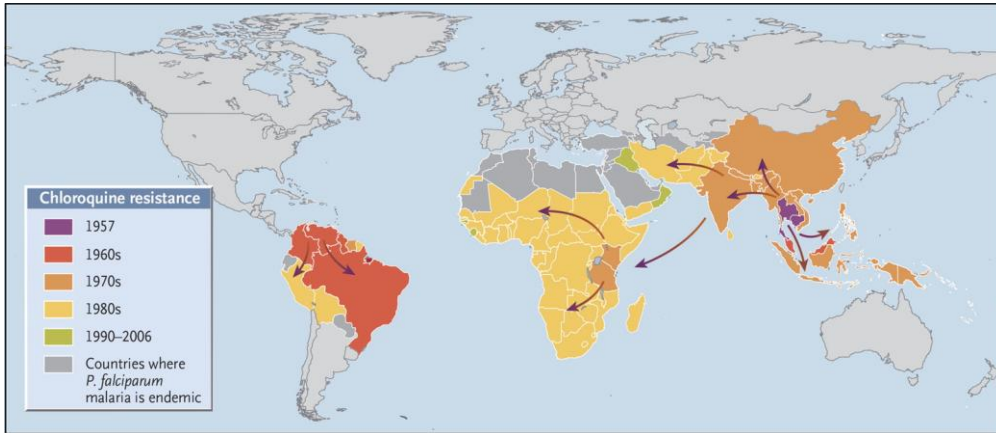 Chloroquine resistance
1957
1960s
1970s
1980s
1990–2006
Countries where
P. falciparum
malaria is endemic